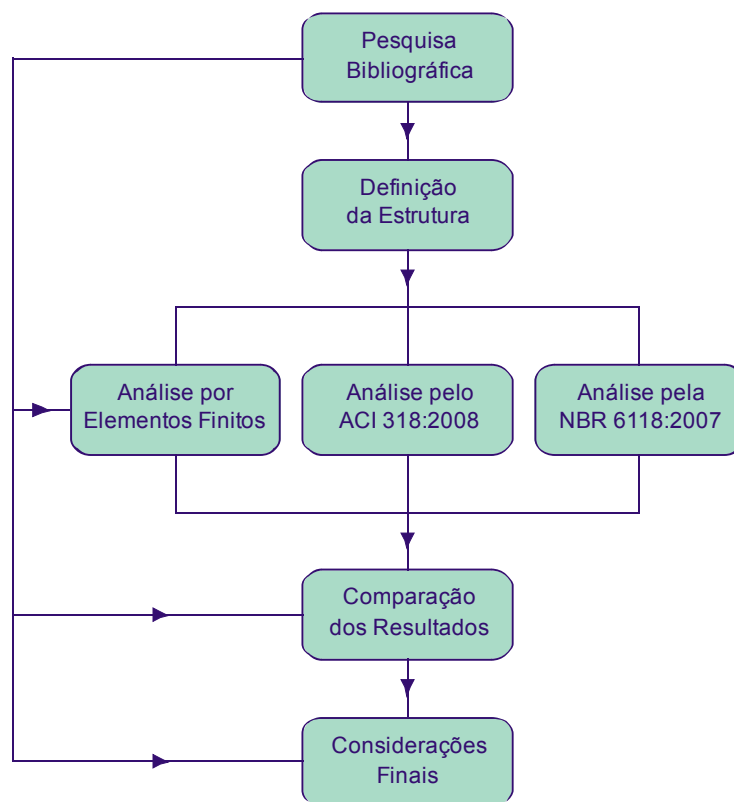 Pesquisa
Bibliográfica
Definição
da Estrutura
Análise por
Elementos Finitos
Análise pelo
ACI 318:2008
Análise pela
NBR 6118:2007
Comparação
dos Resultados
Considerações
Finais